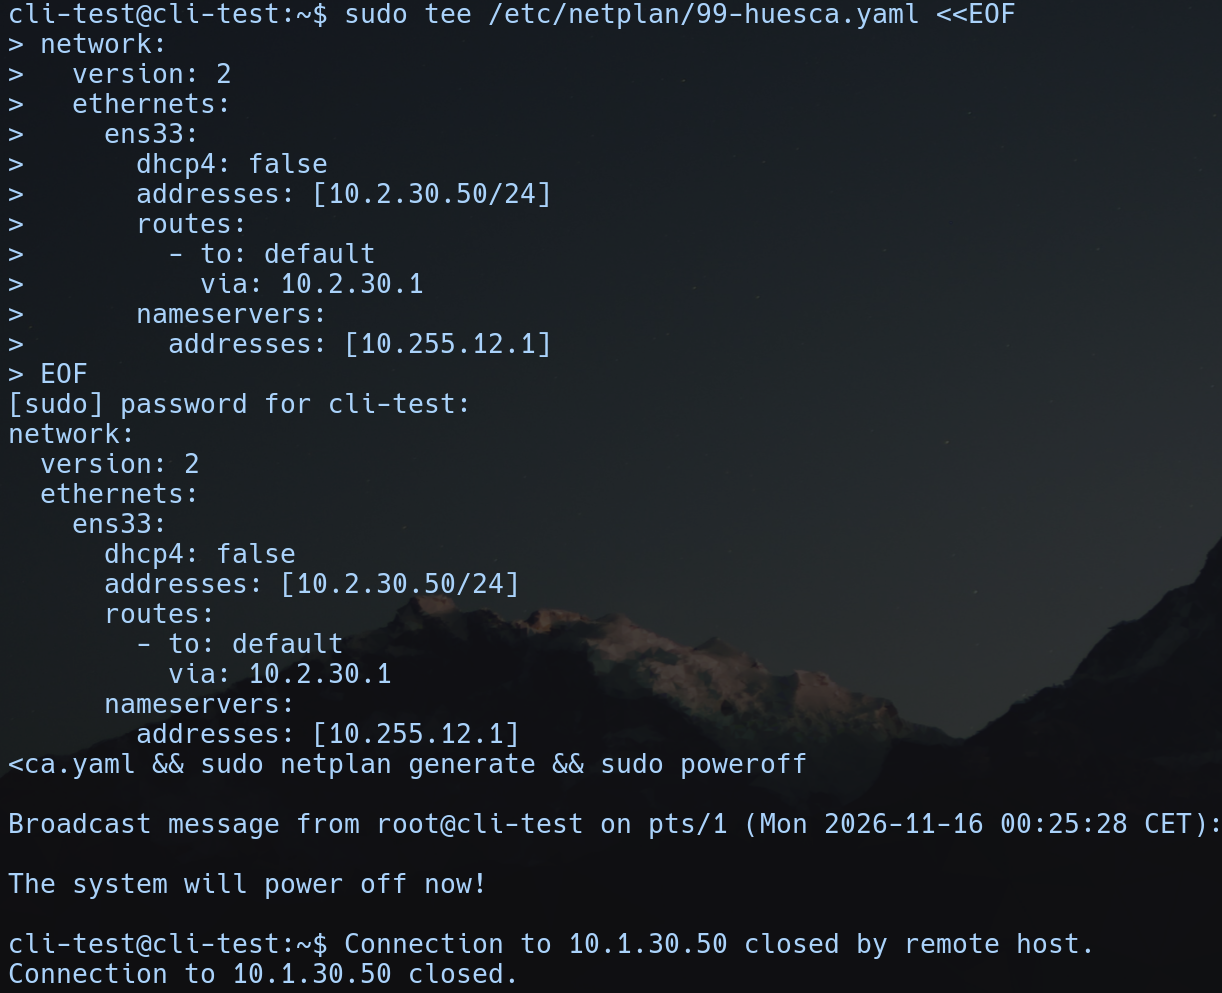 cli-test@cli-test:~$ sudo tee /etc/netplan/99-huesca.yaml <<EOF
> network:
>   version: 2
>   ethernets:
>     ens33:
>       dhcp4: false
>       addresses: [10.2.30.50/24]
>       routes:
>         - to: default
>           via: 10.2.30.1
>       nameservers:
>         addresses: [10.255.12.1]
> EOF
[sudo] password for cli-test:
network:
  version: 2
  ethernets:
    ens33:
      dhcp4: false
      addresses: [10.2.30.50/24]
      routes:
        - to: default
          via: 10.2.30.1
      nameservers:
        addresses: [10.255.12.1]
<ca.yaml && sudo netplan generate && sudo poweroff
Broadcast message from root@cli-test on pts/1 (Mon 2026-11-16 00:25:28 CET):
The system will power off now!
cli-test@cli-test:~$ Connection to 10.1.30.50 closed by remote host.
Connection to 10.1.30.50 closed.